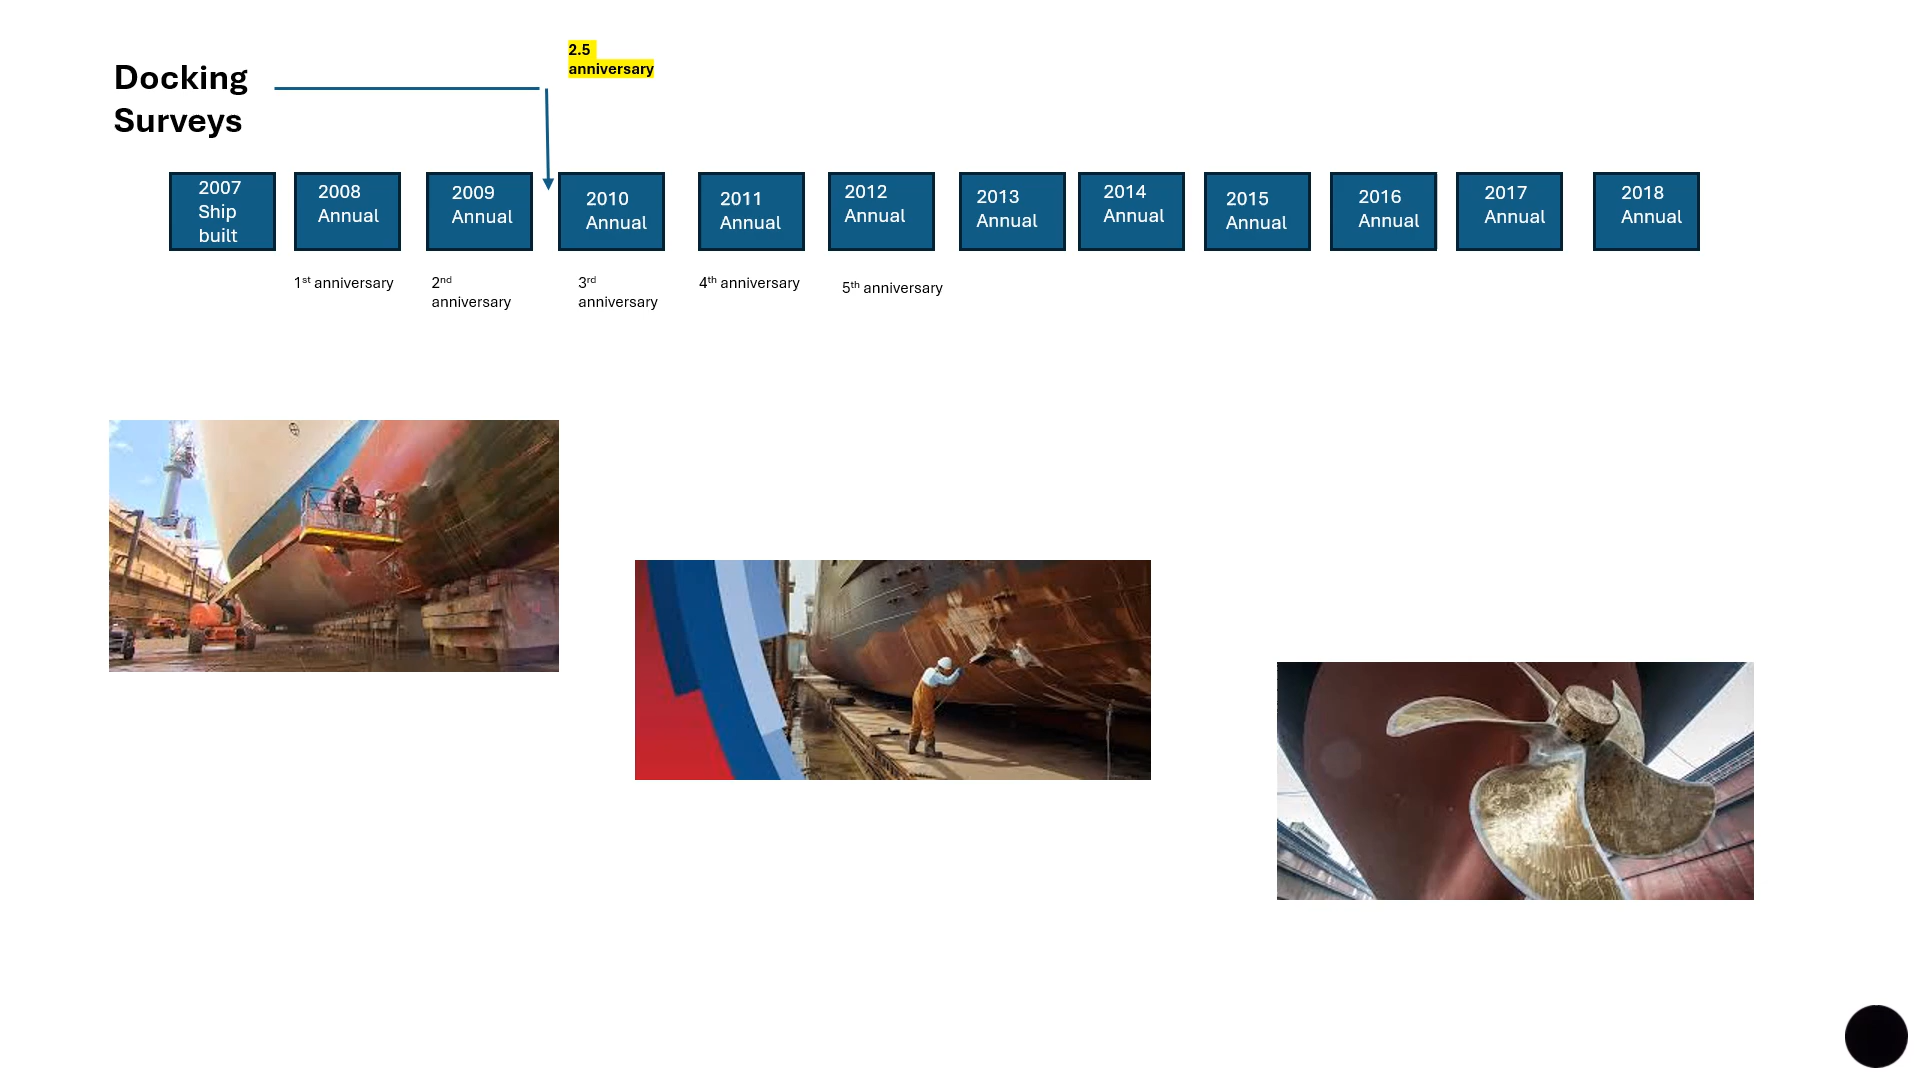 2.5
anniversary
Docking
Surveys
2007
Ship
built
2008
Annual
2009
Annual
2010
Annual
2011
Annual
2012
Annual
2013
Annual
2014
Annual
2015
Annual
2016
Annual
2017
Annual
2018
Annual
1st anniversary
2nd
anniversary
3rd
anniversary
4th anniversary
5th anniversary